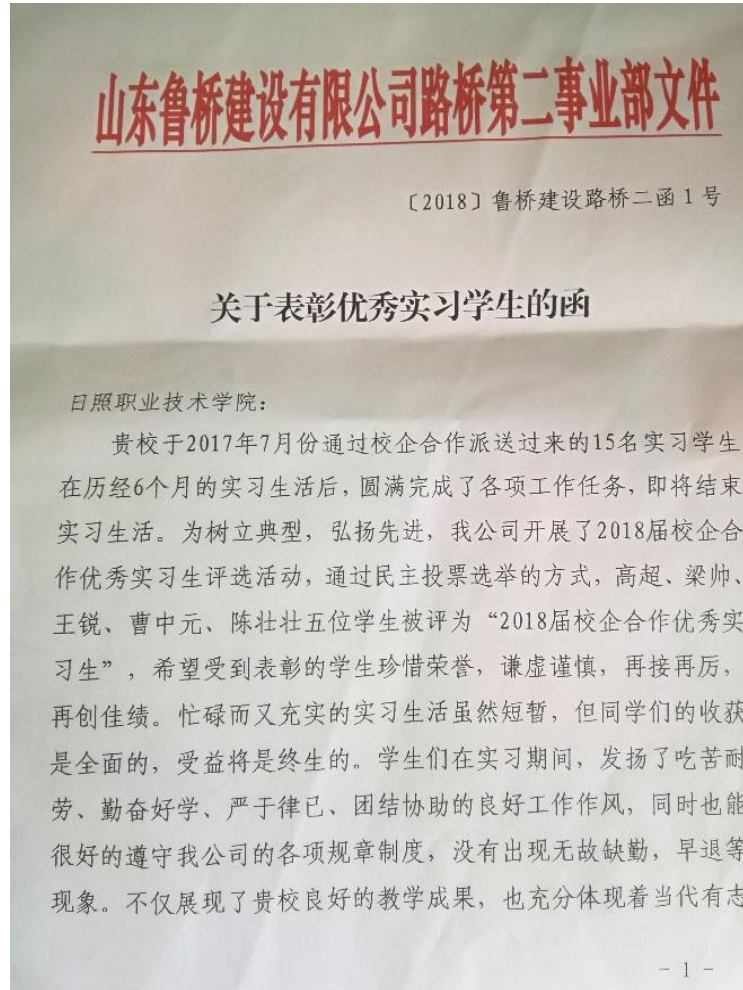 山东鲁桥建设有限公司路桥第二事业部文件
〔2018〕鲁桥建设路桥二函1号
关于表彰优秀实习学生的函
日照职业技术学院：
贵校于2017年7月份通过校企合作派送过来的15名实习学生
在历经6个月的实习生活后，圆满完成了各项工作任务，即将结束
实习生活。为树立典型，弘扬先进，我公司开展了2018届校企合
作优秀实习生评选活动，通过民主投票选举的方式，高超、梁帅、
王锐、曹中元、陈壮壮五位学生被评为“2018届校企合作优秀实
习生”，希望受到表彰的学生珍惜荣誉，谦虚谨慎，再接再厉，
再创佳绩。忙碌而又充实的实习生活虽然短暂，但同学们的收获
是全面的，受益将是终生的。学生们在实习期间，发扬了吃苦耐
劳、勤奋好学、严于律已、团结协助的良好工作作风，同时也能
很好的遵守我公司的各项规章制度，没有出现无故缺勤，早退等
现象。不仅展现了贵校良好的教学成果，也充分体现着当代有志
- 1 -